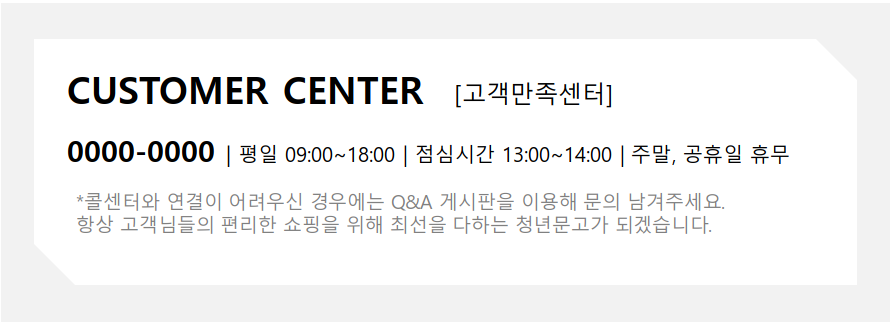 CUSTOMER CENTER [고객만족센터]
0000-0000 | 평일 09:00~18:00 | 점심시간 13:00~14:00 | 주말, 공휴일 휴무
*콜센터와 연결이 어려우신 경우에는 Q&A 게시판을 이용해 문의 남겨주세요.
항상 고객님들의 편리한 쇼핑을 위해 최선을 다하는 청년문고가 되겠습니다.